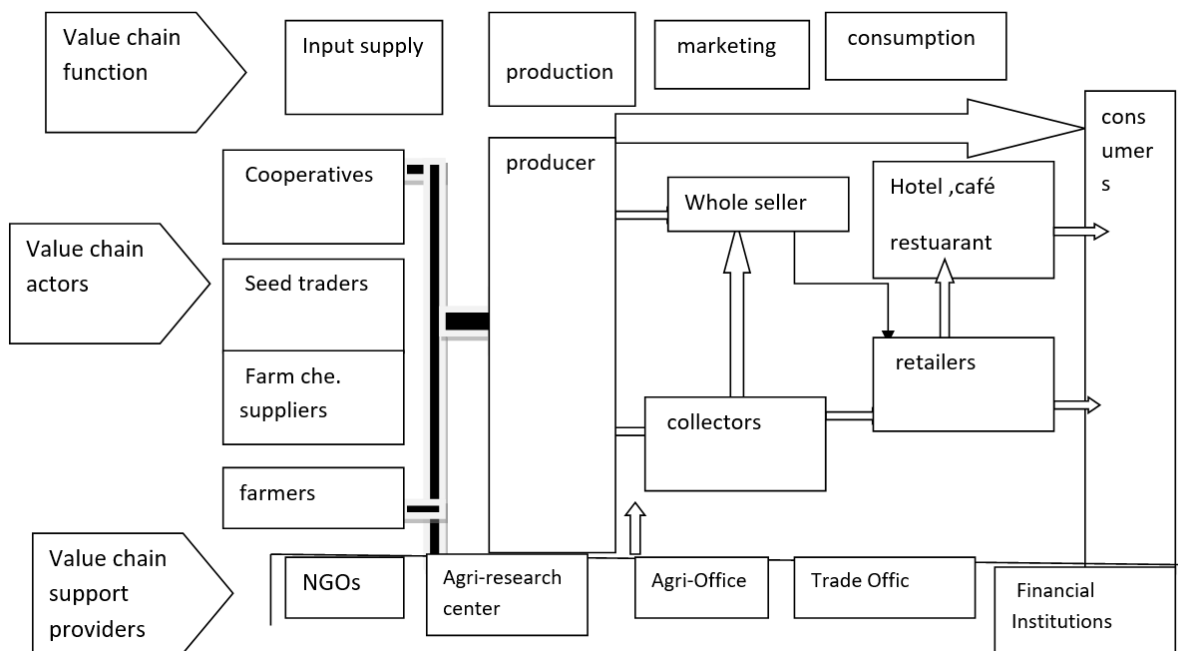 Value chain
function
Input supply
production
marketing
consumption
cons
umer
s
producer
Cooperatives
Whole seller
Hotel ,café
restuarant
Value chain
actors
Seed traders
Farm che.
suppliers
retailers
collectors
farmers
Value chain
support
providers
NGOs
Agri-research
center
Agri-Office
Trade Offic
Financial
Institutions